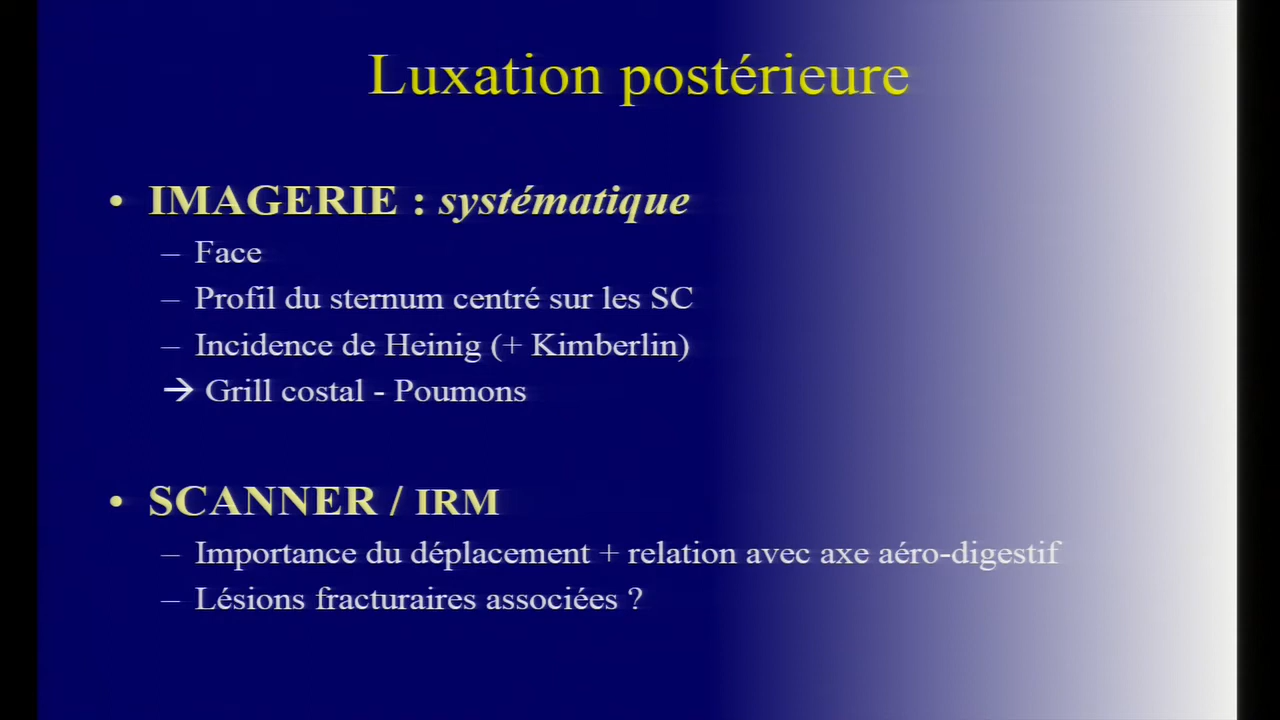 Luxation postérieure
• IMAGERIE : systématique
– Face
– Profil du sternum centré sur les SC
– Incidence de Heinig (+ Kimberlin)
→ Grill costal - Poumons
• SCANNER / IRM
– Importance du déplacement + relation avec axe aéro-digestif
– Lésions fracturaires associées ?